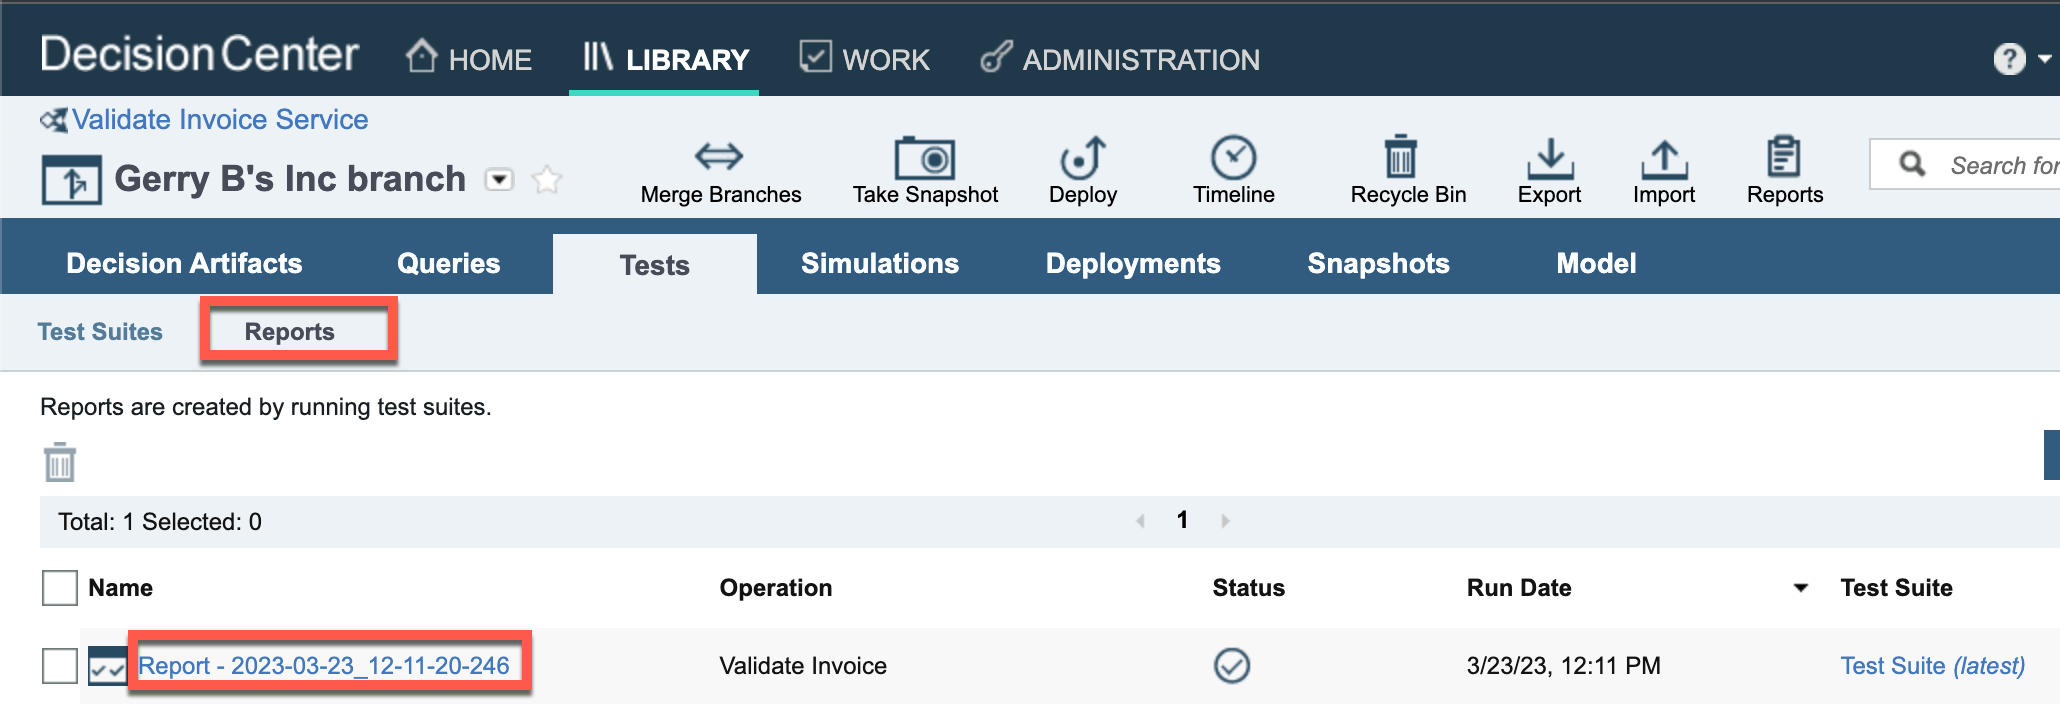 Decision Center HOME LIBRARY WORK ADMINISTRATION ?
Validate Invoice Service
Gerry B's Inc branch
Merge Branches Take Snapshot Deploy Timeline Recycle Bin Export Import Reports Search for
Decision Artifacts Queries Tests Simulations Deployments Snapshots Model
Test Suites Reports
Reports are created by running test suites.
Total: 1 Selected: 0 1
Name Operation Status Run Date Test Suite
Report - 2023-03-23_12-11-20-246 Validate Invoice 3/23/23, 12:11 PM Test Suite (latest)